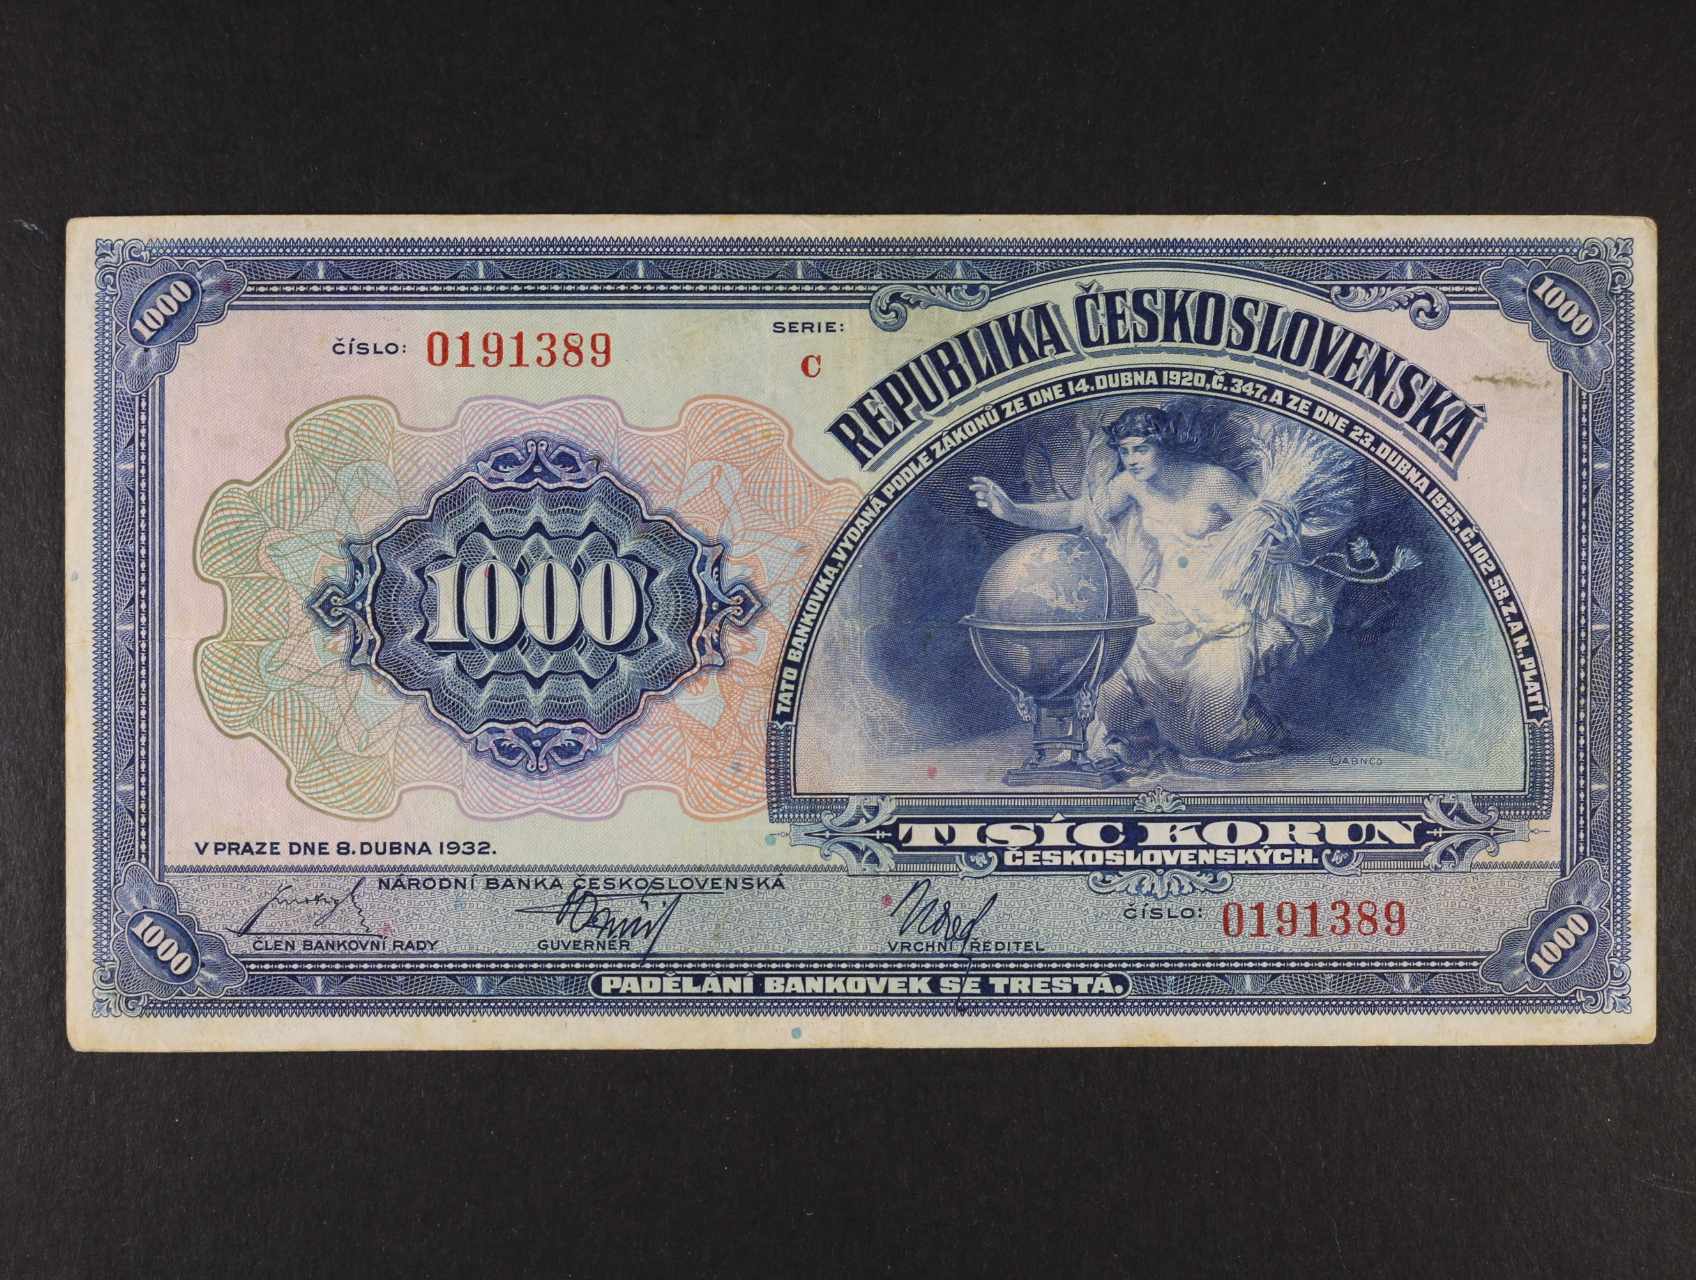 1000
1000
ČÍSLO: 0191389
SERIE:
C
REPUBLIKA ČESKOSLOVENSKÁ
TATO BANKOVKA, VYDANÁ PODLE ZÁKONŮ ZE DNE 14. DUBNA 1920, Č. 347, A ZE DNE 23. DUBNA 1925, Č. 102 SB. Z. A N., PLATÍ
1000
©ABNCO
TISÍC KORUN
ČESKOSLOVENSKÝCH.
V PRAZE DNE 8. DUBNA 1932.
NÁRODNÍ BANKA ČESKOSLOVENSKÁ
ČÍSLO: 0191389
ČLEN BANKOVNÍ RADY
GUVERNÉR
VRCHNÍ ŘEDITEL
1000
1000
PADĚLÁNÍ BANKOVEK SE TRESTÁ.